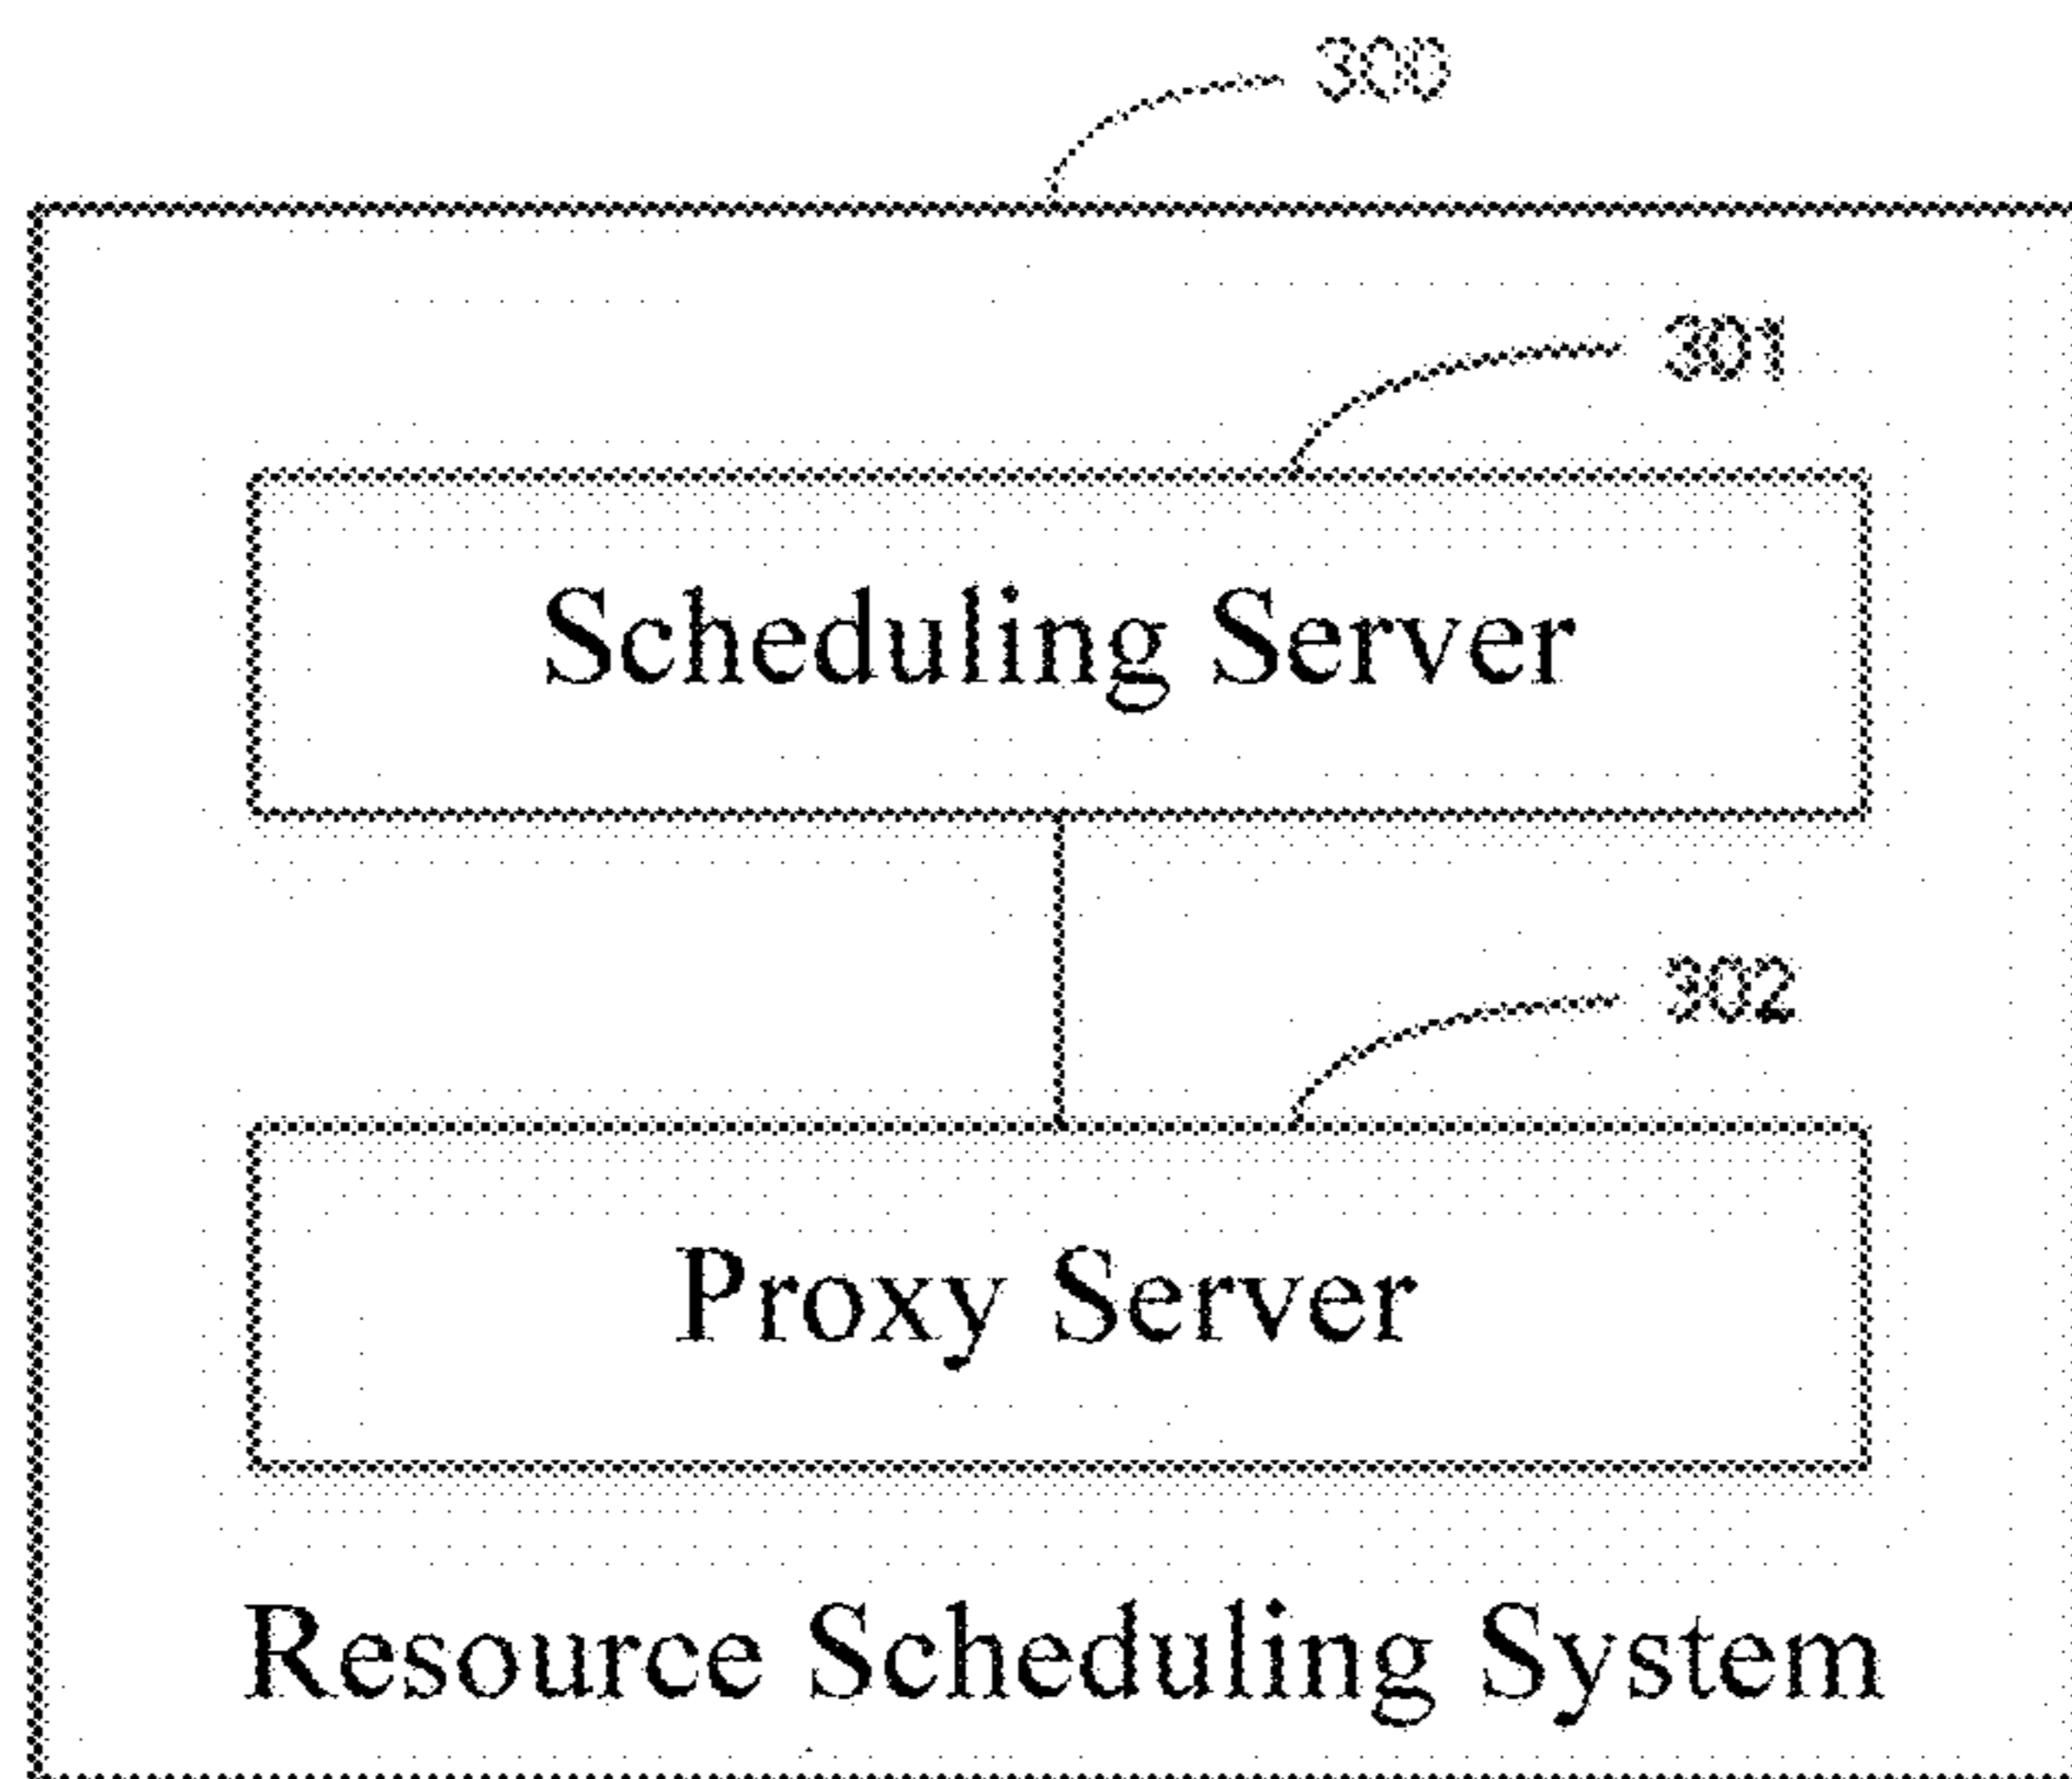 300
301
Scheduling Server
302
Proxy Server
Resource Scheduling System